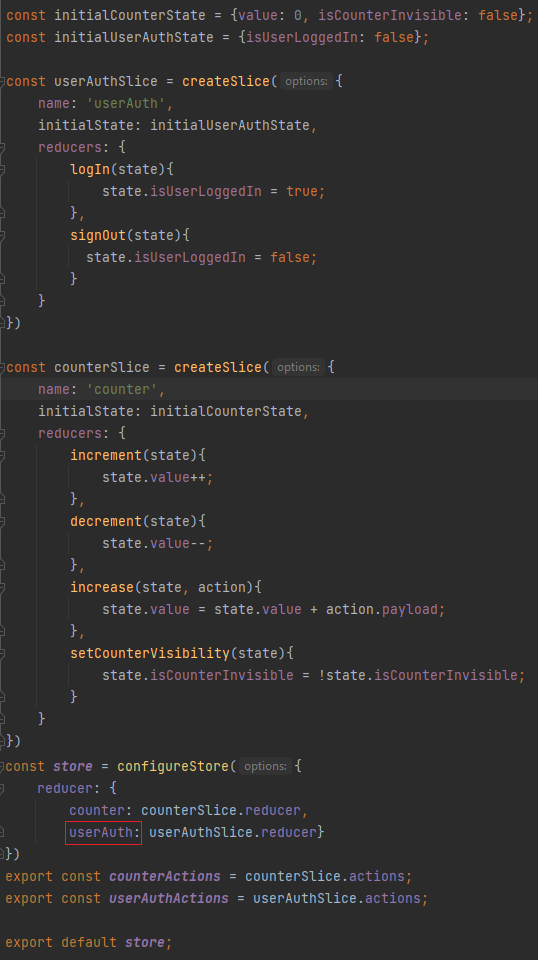 const initialCounterState = {value: 0, isCounterInvisible: false};
const initialUserAuthState = {isUserLoggedIn: false};

const userAuthSlice = createSlice( options: {
    name: 'userAuth',
    initialState: initialUserAuthState,
    reducers: {
        logIn(state){
            state.isUserLoggedIn = true;
        },
        signOut(state){
          state.isUserLoggedIn = false;
        }
    }
})

const counterSlice = createSlice( options: {
    name: 'counter',
    initialState: initialCounterState,
    reducers: {
        increment(state){
            state.value++;
        },
        decrement(state){
            state.value--;
        },
        increase(state, action){
            state.value = state.value + action.payload;
        },
        setCounterVisibility(state){
            state.isCounterInvisible = !state.isCounterInvisible;
        }
    }
})
const store = configureStore( options: {
    reducer: {
        counter: counterSlice.reducer,
        userAuth: userAuthSlice.reducer}
})
export const counterActions = counterSlice.actions;
export const userAuthActions = userAuthSlice.actions;

export default store;